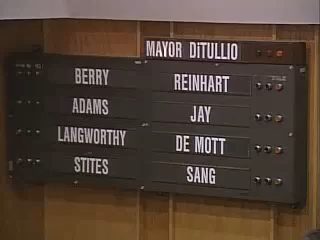 MAYOR DiTULLIO
BERRY
REINHART
ADAMS
JAY
LANGWORTHY
DE MOTT
STITES
SANG